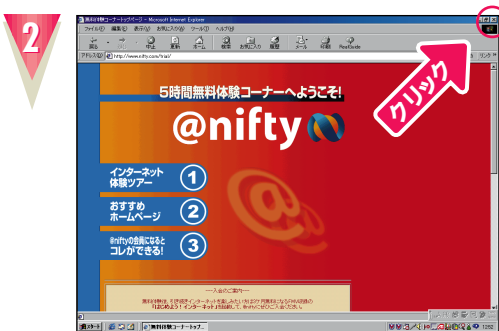 2
無料体験コーナートップページ - Microsoft Internet Explorer
ファイル(F) 編集(E) 表示(V) お気に入り(A) ツール(T) ヘルプ(H)
戻る 中止 更新 ホーム 検索 お気に入り 履歴 メール 印刷 RealGuide
アドレス(D) http://www.nifty.com/trial/
リンク
クリック
5時間無料体験コーナーへようこそ!
@nifty
インターネット
体験ツアー
1
おすすめ
ホームページ
2
@niftyの会員になると
コレができる!
3
@
―入会のご案内―
スタート 無料体験コーナートップ...